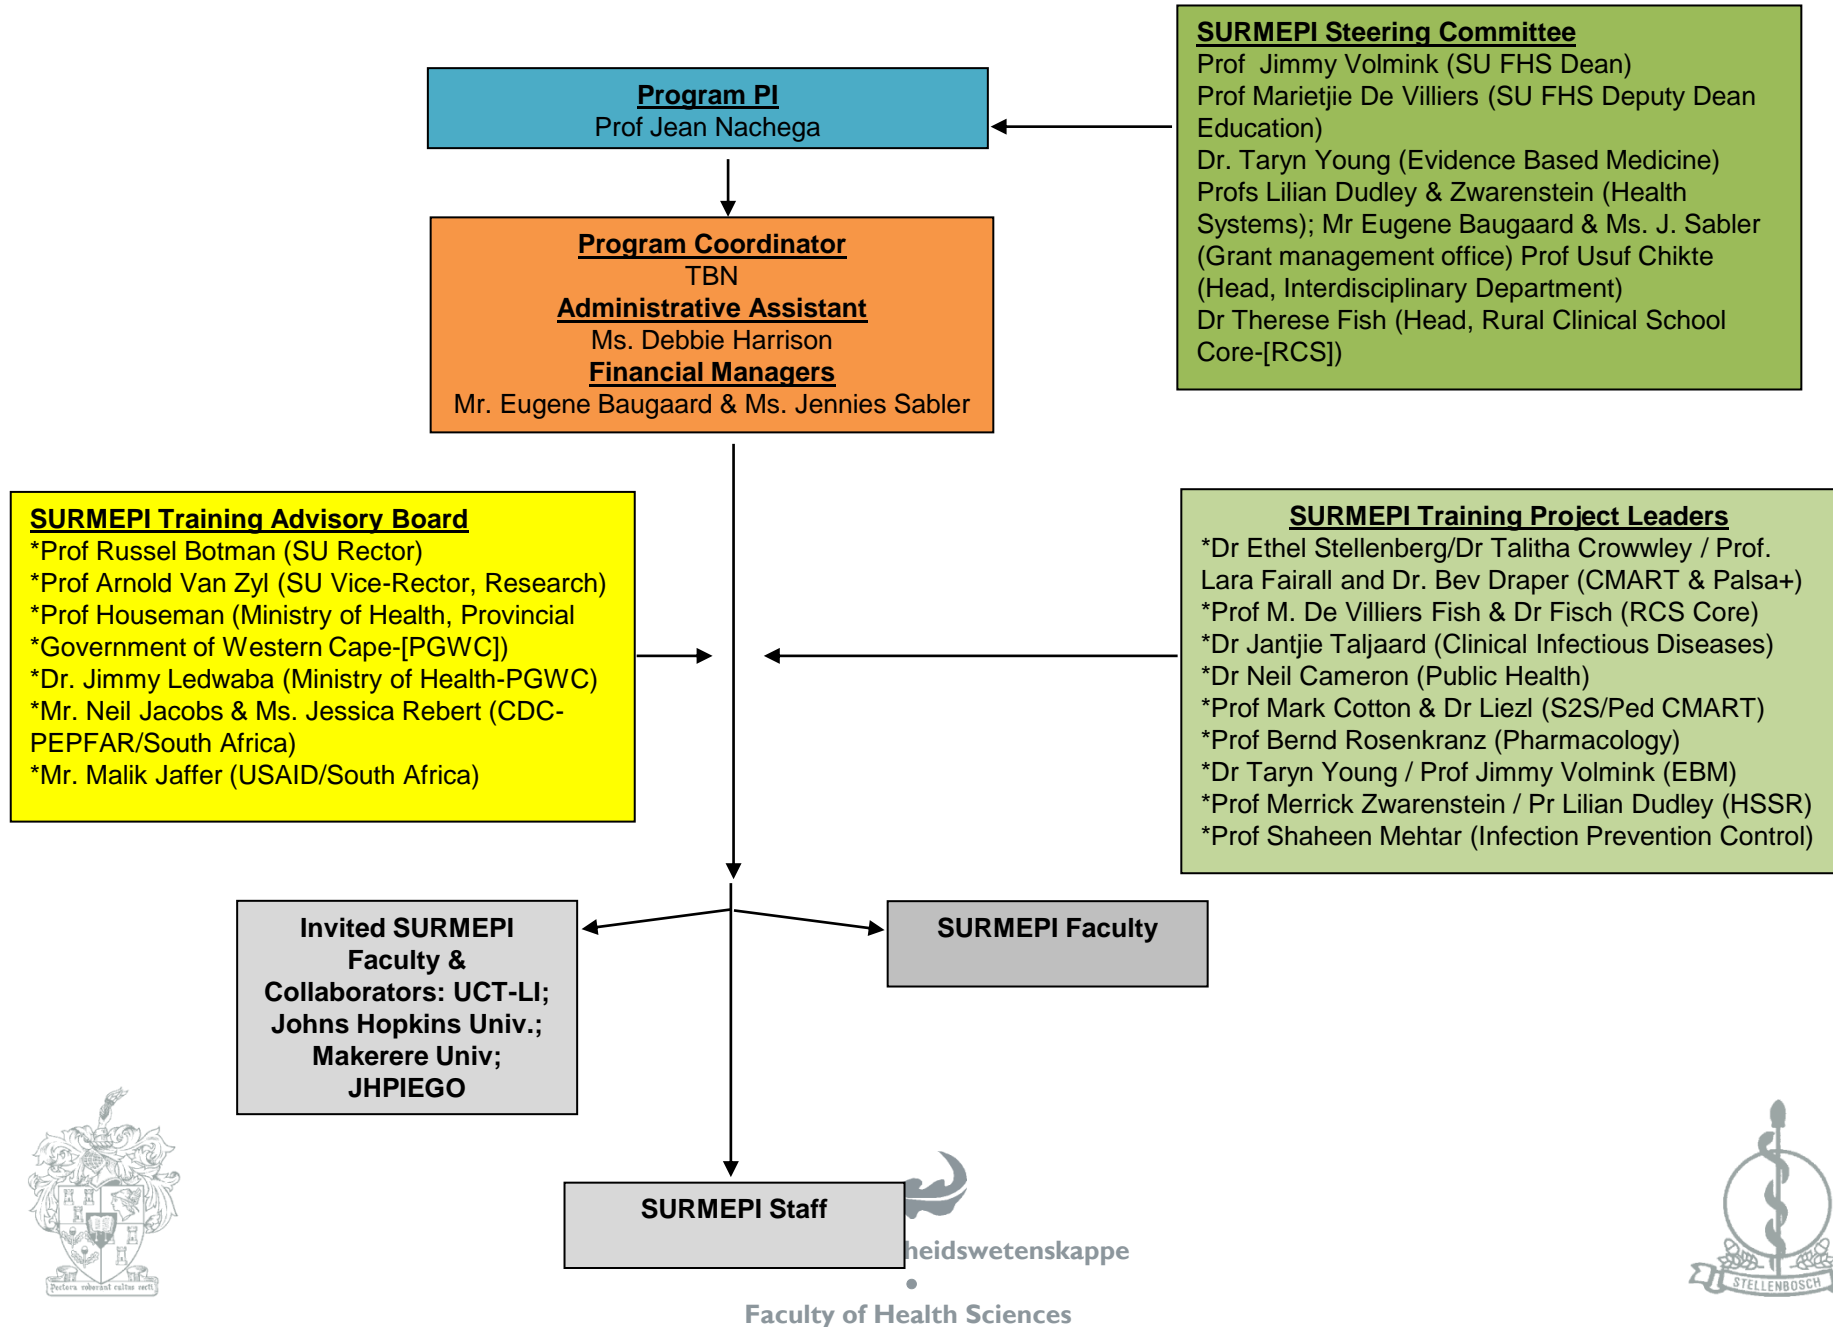 Program PI
Prof Jean Nachega
SURMEPI Steering Committee
Prof  Jimmy Volmink (SU FHS Dean)
Prof Marietjie De Villiers (SU FHS Deputy Dean
Education)
Dr. Taryn Young (Evidence Based Medicine)
Profs Lilian Dudley & Zwarenstein (Health
Systems); Mr Eugene Baugaard & Ms. J. Sabler
(Grant management office) Prof Usuf Chikte
(Head, Interdisciplinary Department)
Dr Therese Fish (Head, Rural Clinical School
Core-[RCS])
Program Coordinator
TBN
Administrative Assistant
Ms. Debbie Harrison
Financial Managers
Mr. Eugene Baugaard & Ms. Jennies Sabler
SURMEPI Training Advisory Board
*Prof Russel Botman (SU Rector)
*Prof Arnold Van Zyl (SU Vice-Rector, Research)
*Prof Houseman (Ministry of Health, Provincial
*Government of Western Cape-[PGWC])
*Dr. Jimmy Ledwaba (Ministry of Health-PGWC)
*Mr. Neil Jacobs & Ms. Jessica Rebert (CDC-
PEPFAR/South Africa)
*Mr. Malik Jaffer (USAID/South Africa)
SURMEPI Training Project Leaders
*Dr Ethel Stellenberg/Dr Talitha Crowwley / Prof.
Lara Fairall and Dr. Bev Draper (CMART & Palsa+)
*Prof M. De Villiers Fish & Dr Fisch (RCS Core)
*Dr Jantjie Taljaard (Clinical Infectious Diseases)
*Dr Neil Cameron (Public Health)
*Prof Mark Cotton & Dr Liezl (S2S/Ped CMART)
*Prof Bernd Rosenkranz (Pharmacology)
*Dr Taryn Young / Prof Jimmy Volmink (EBM)
*Prof Merrick Zwarenstein / Pr Lilian Dudley (HSSR)
*Prof Shaheen Mehtar (Infection Prevention Control)
Invited SURMEPI
Faculty &
Collaborators: UCT-LI;
Johns Hopkins Univ.;
Makerere Univ;
JHPIEGO
SURMEPI Faculty
SURMEPI Staff
heidswetenskappe
•
Faculty of Health Sciences
Pectora roborant cultus recti
STELLENBOSCH